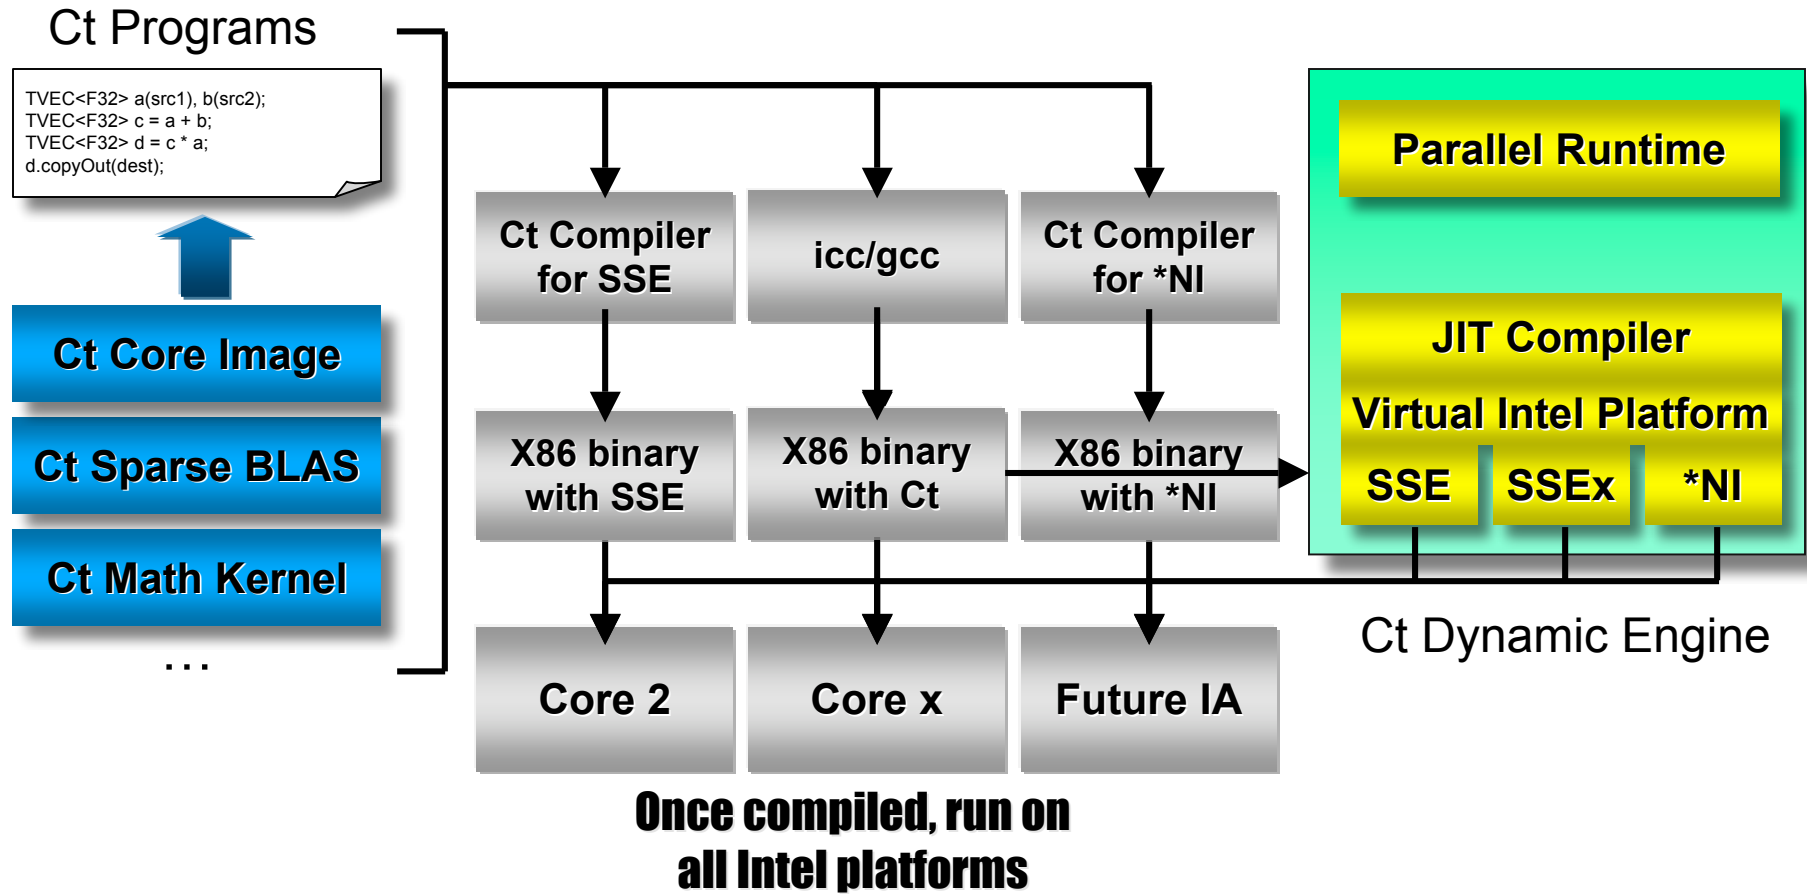 Ct Programs
TVEC<F32> a(src1), b(src2);
TVEC<F32> c = a + b;
TVEC<F32> d = c * a;
d.copyOut(dest);
Ct Core Image
Ct Sparse BLAS
Ct Math Kernel
...
Ct Compiler
for SSE
icc/gcc
Ct Compiler
for *NI
X86 binary
with SSE
X86 binary
with Ct
X86 binary
with *NI
Core 2
Core x
Future IA
Once compiled, run on
all Intel platforms
Parallel Runtime
JIT Compiler
Virtual Intel Platform
SSE
SSEx
*NI
Ct Dynamic Engine